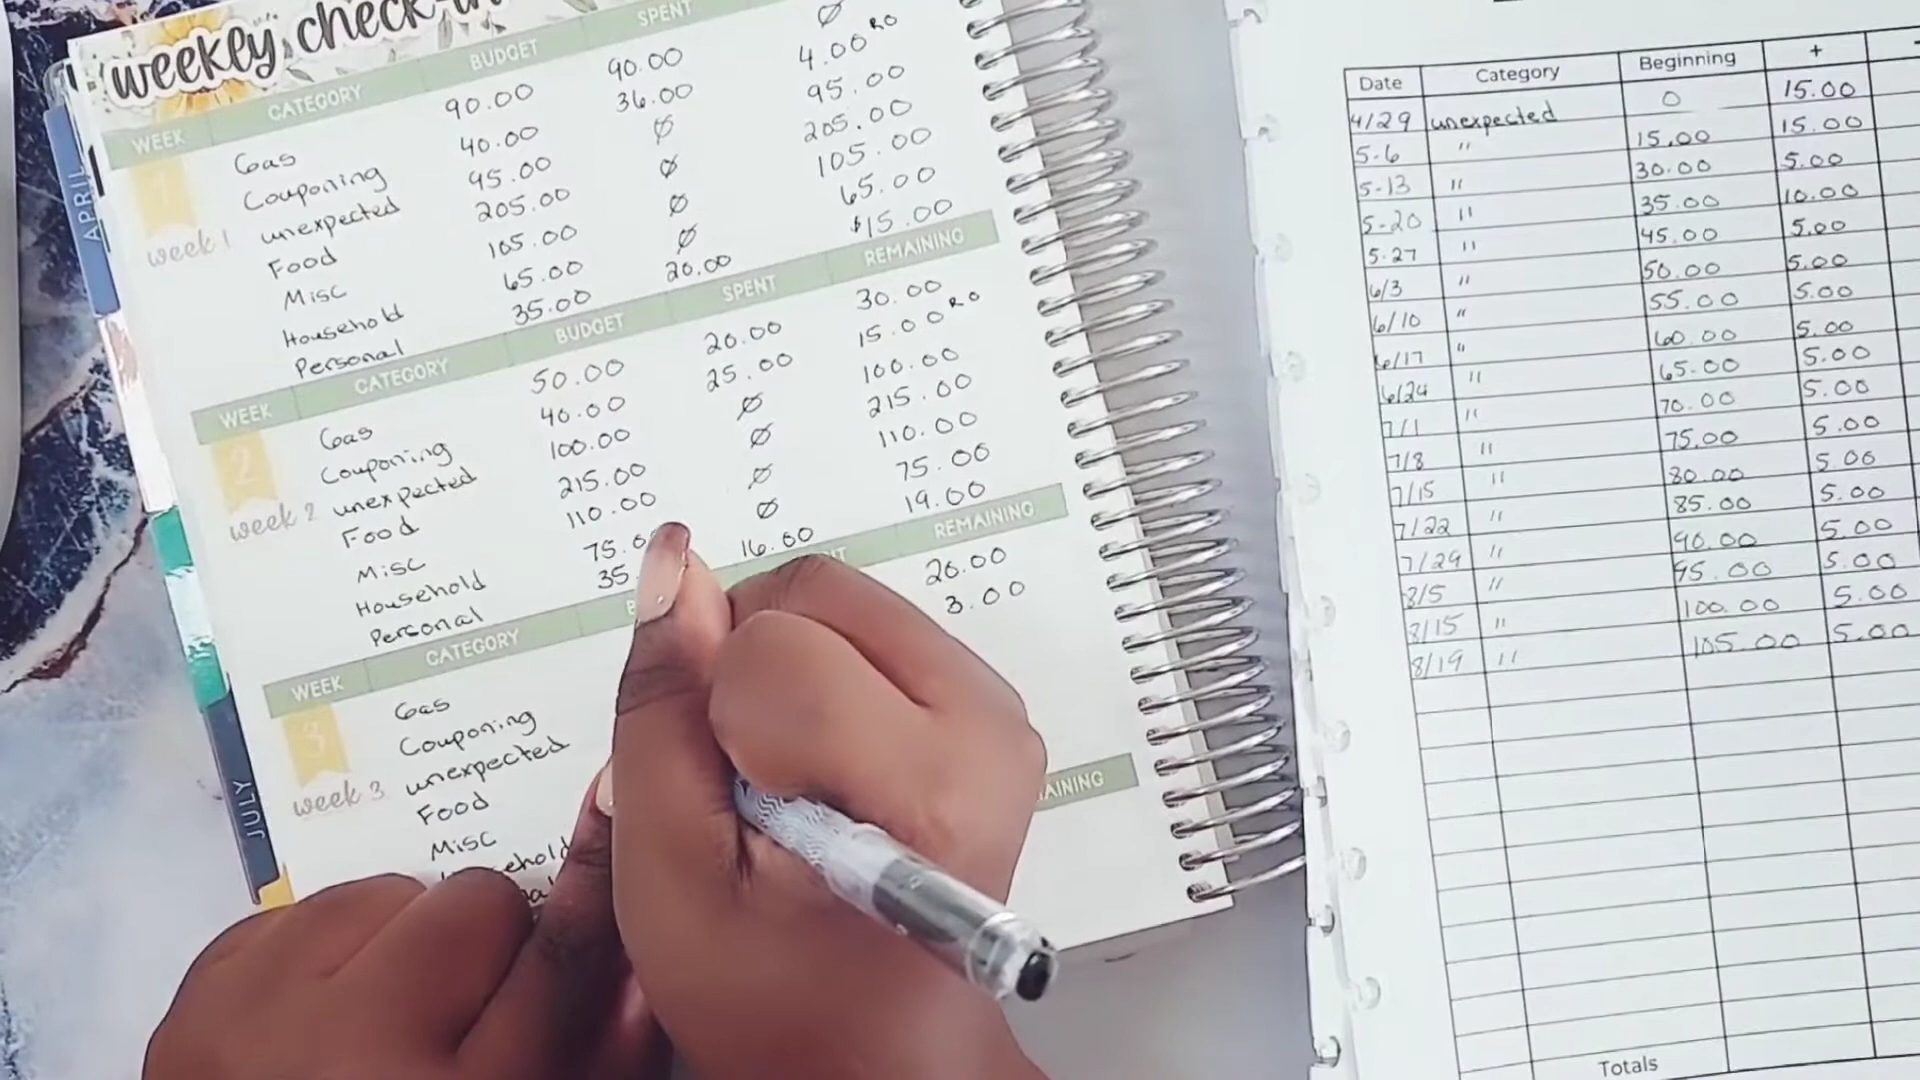 weekly check-in
WEEK CATEGORY BUDGET SPENT
1
week 1
Gas 90.00 90.00 Ø
Couponing 40.00 36.00 4.00 RO
unexpected 95.00 Ø 95.00
Food 205.00 Ø 205.00
Misc 105.00 Ø 105.00
Household 65.00 Ø 65.00
Personal 35.00 20.00 $15.00
WEEK CATEGORY BUDGET SPENT REMAINING
2
week 2
Gas 50.00 20.00 30.00
Couponing 40.00 25.00 15.00 RO
unexpected 100.00 Ø 100.00
Food 215.00 Ø 215.00
Misc 110.00 Ø 110.00
Household 75.00 Ø 75.00
Personal 35. 16.00 19.00
WEEK CATEGORY REMAINING
3
week 3
Gas 20.00
Couponing 3.00
unexpected
Food
Misc
APRIL
JULY
Date Category Beginning +
4/29 unexpected 0 15.00
5-6 " 15.00 15.00
5-13 " 30.00 5.00
5-20 " 35.00 10.00
5-27 " 45.00 5.00
6/3 " 50.00 5.00
6/10 " 55.00 5.00
6/17 " 60.00 5.00
6/24 " 65.00 5.00
7/1 " 70.00 5.00
7/8 " 75.00 5.00
7/15 " 80.00 5.00
7/22 " 85.00 5.00
7/29 " 90.00 5.00
8/5 " 95.00 5.00
8/15 " 100.00 5.00
8/19 " 105.00 5.00
Totals